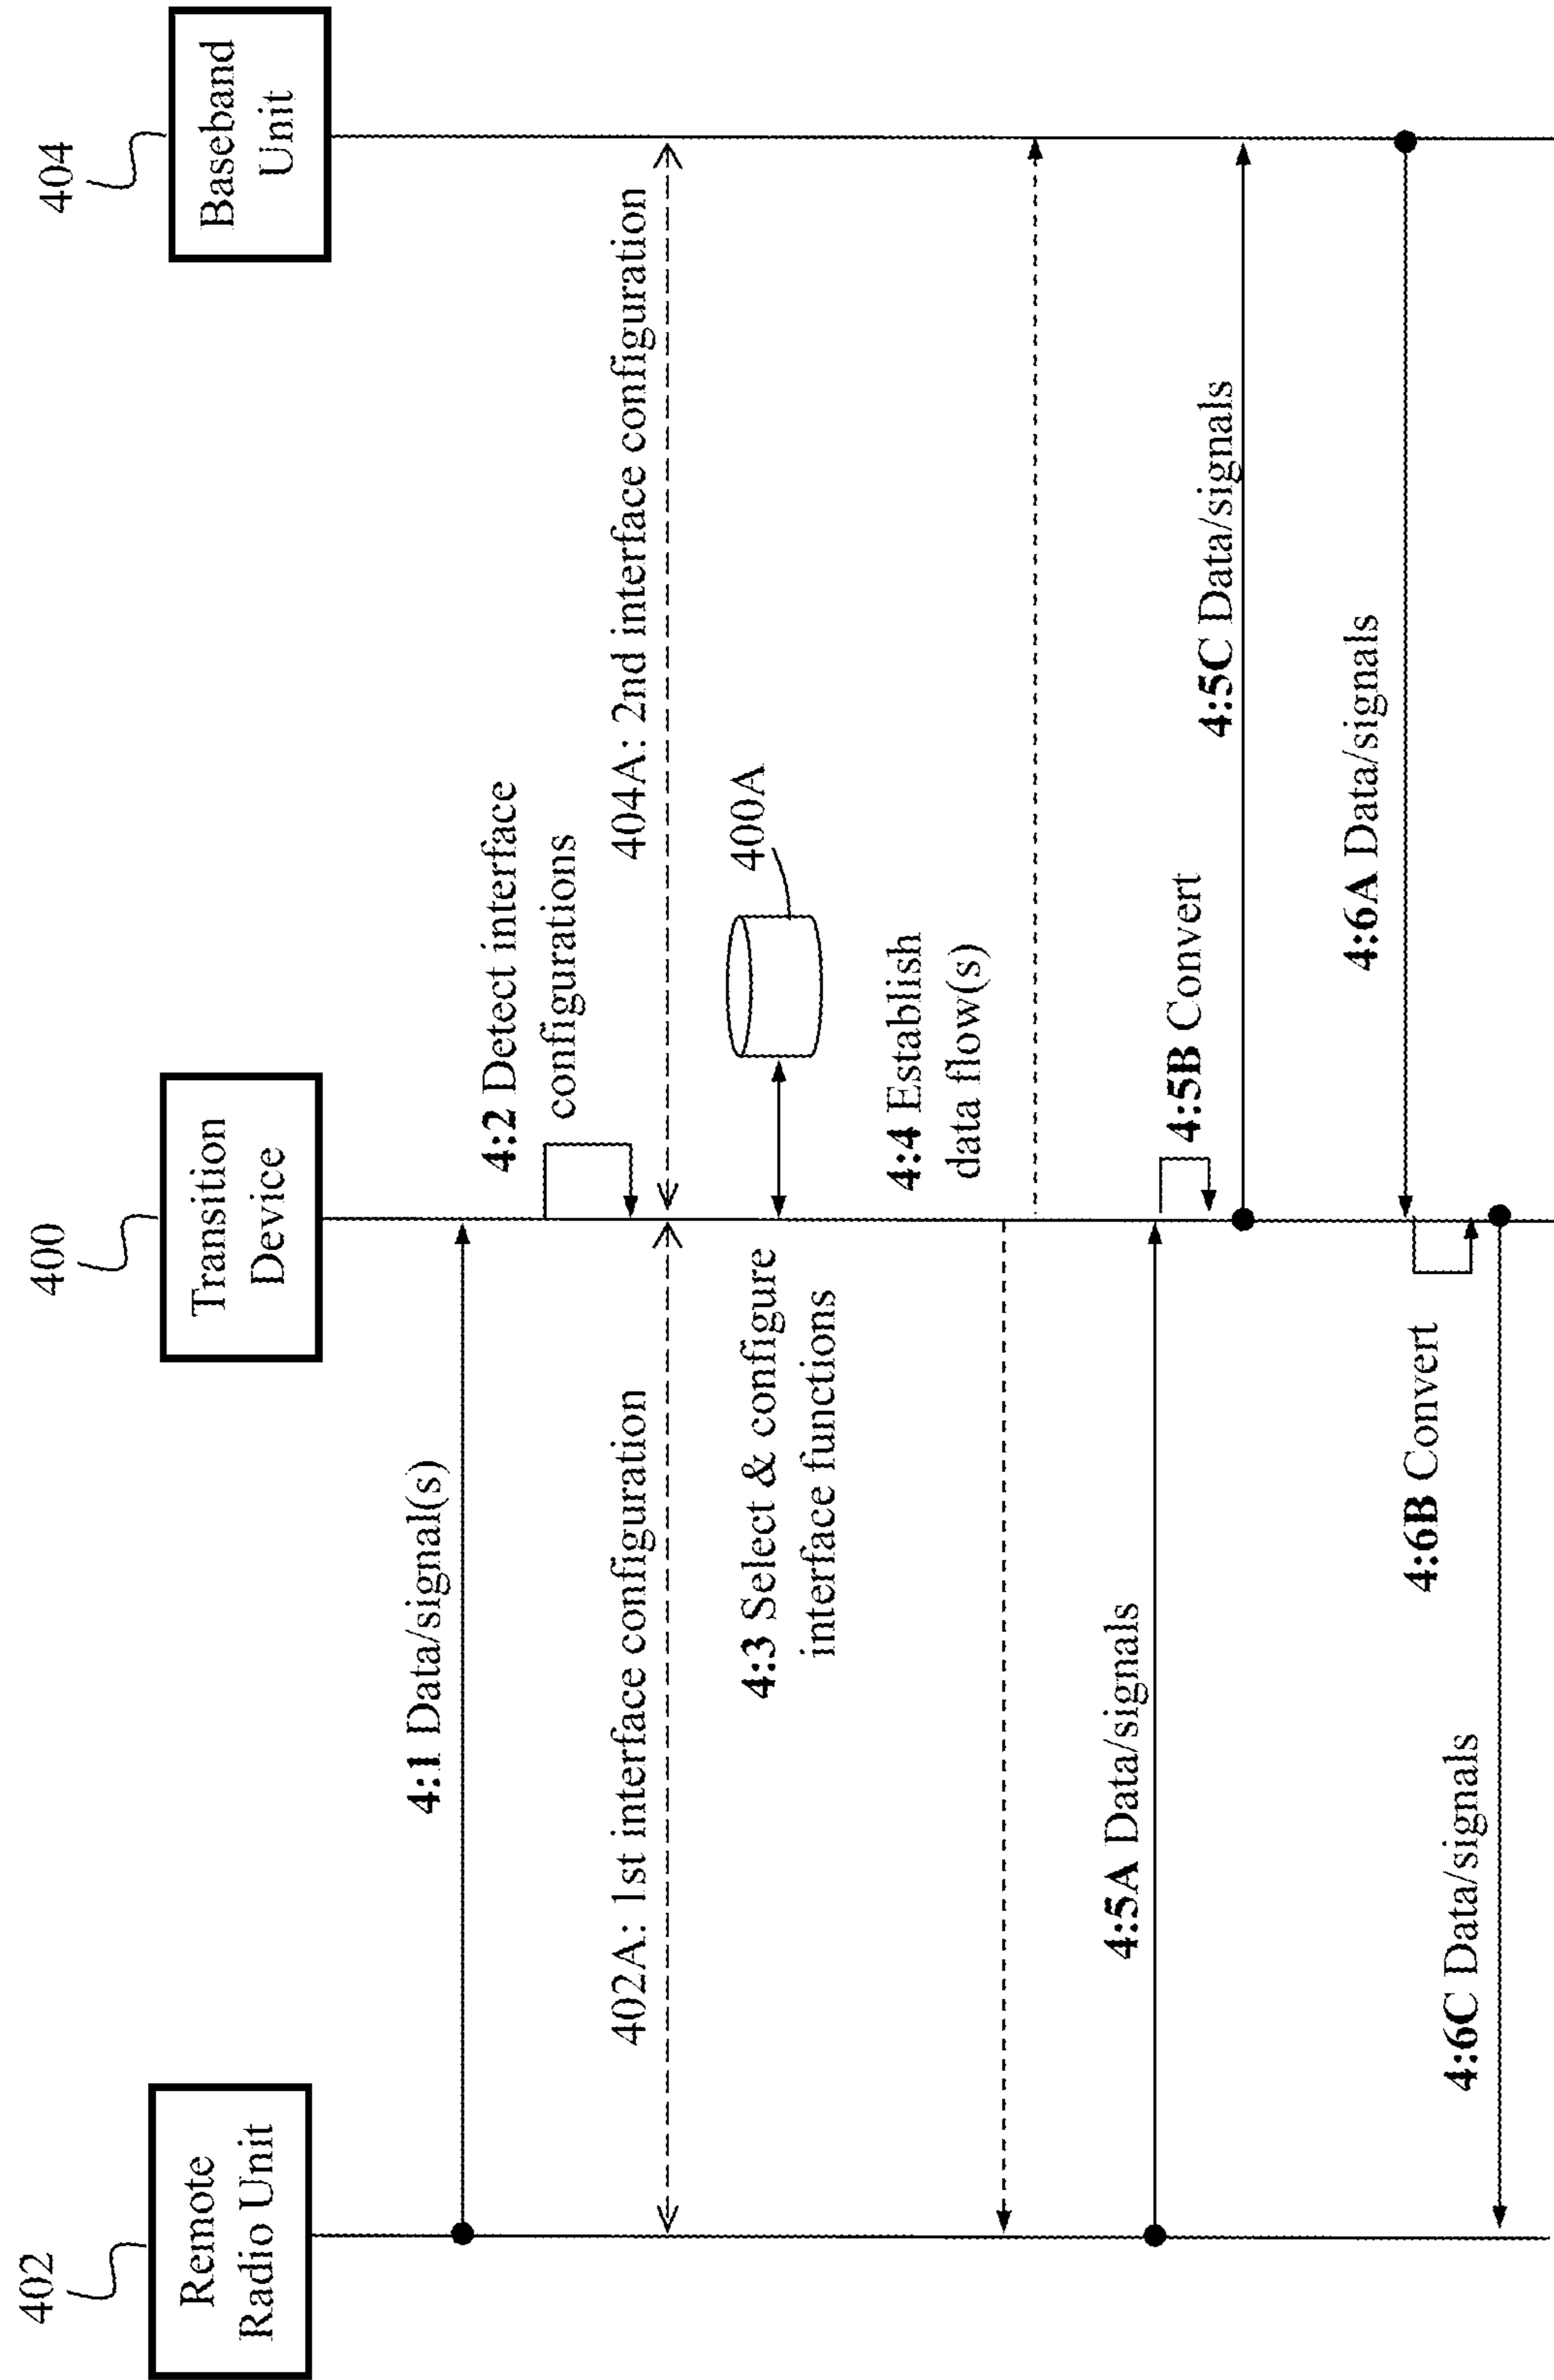 402
Remote
Radio Unit
400
Transition
Device
404
Baseband
Unit
4:1 Data/signal(s)
4:2 Detect interface
configurations
402A: 1st interface configuration
404A: 2nd interface configuration
4:3 Select & configure
interface functions
400A
4:4 Establish
data flow(s)
4:5A Data/signals
4:5B Convert
4:5C Data/signals
4:6A Data/signals
4:6B Convert
4:6C Data/signals